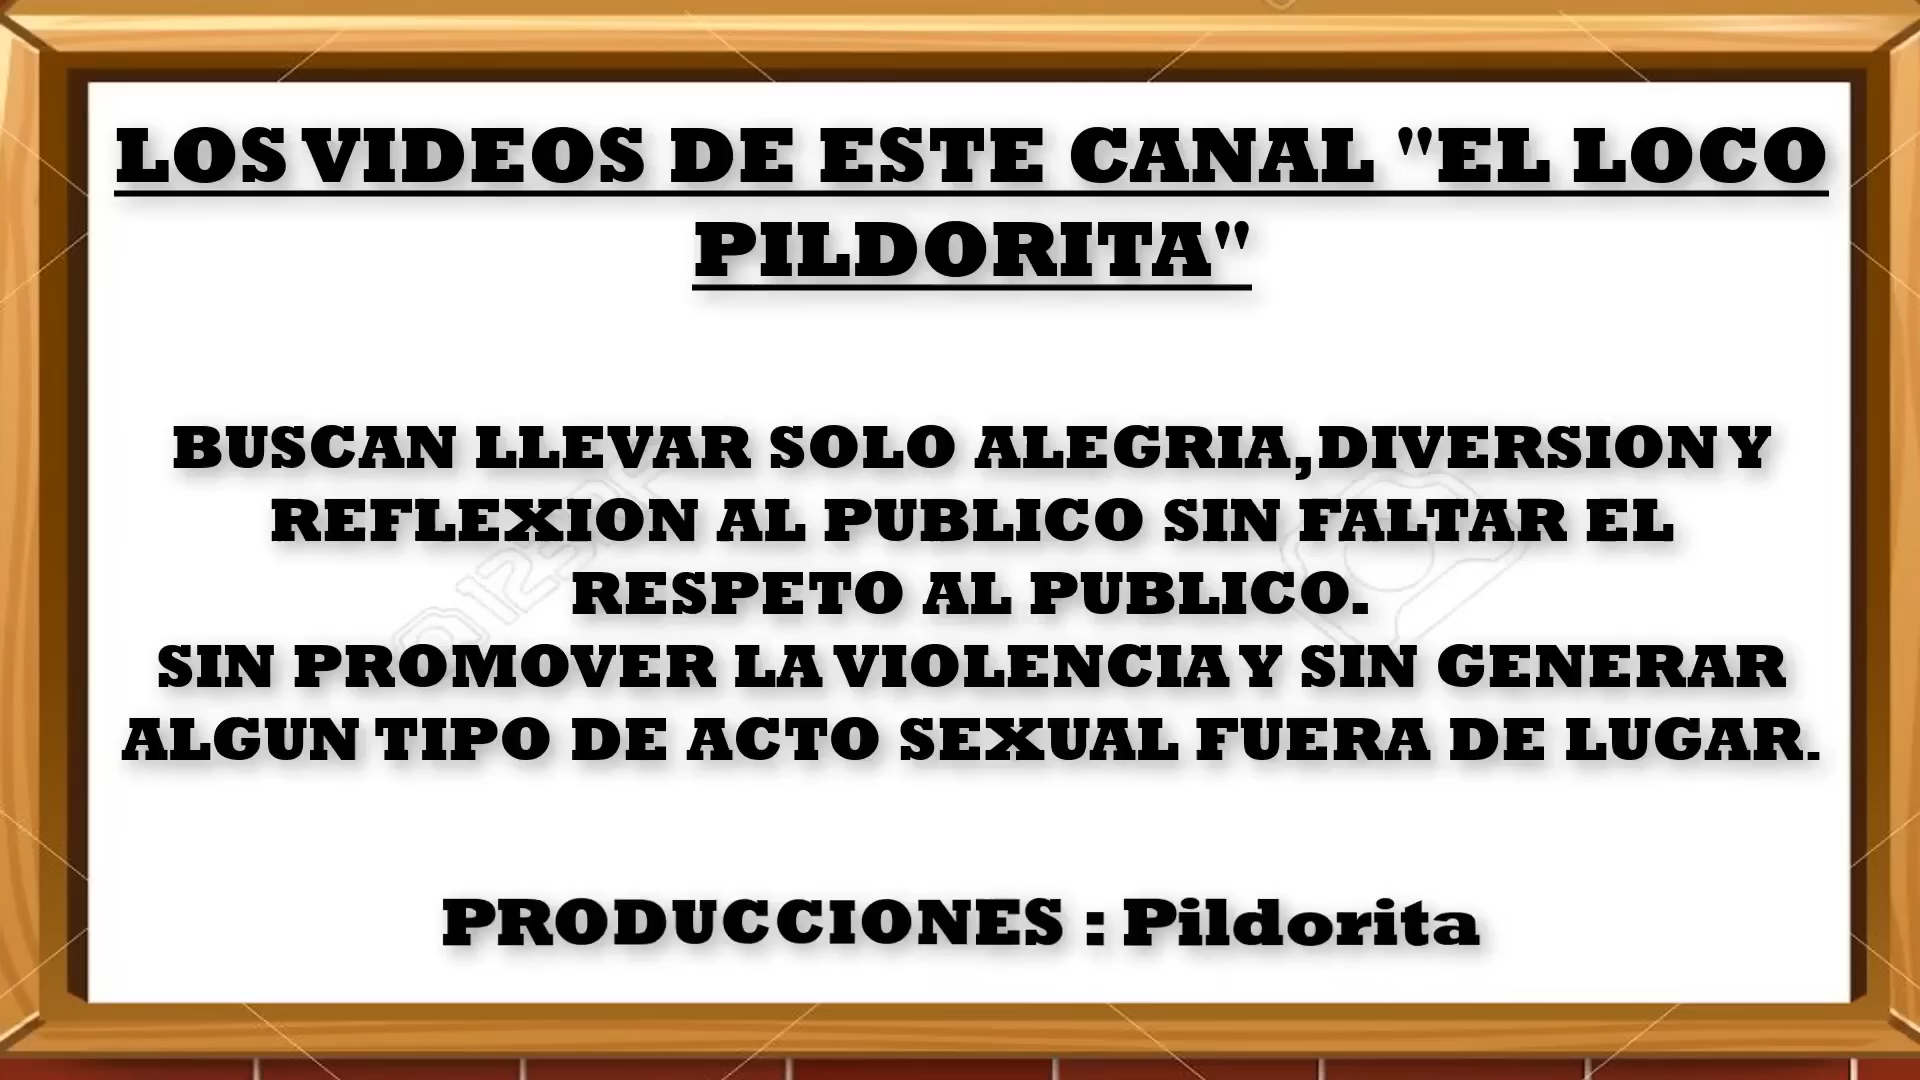 LOS VIDEOS DE ESTE CANAL "EL LOCO
PILDORITA"
BUSCAN LLEVAR SOLO ALEGRIA,DIVERSION Y
REFLEXION AL PUBLICO SIN FALTAR EL
RESPETO AL PUBLICO.
SIN PROMOVER LA VIOLENCIA Y SIN GENERAR
ALGUN TIPO DE ACTO SEXUAL FUERA DE LUGAR.
PRODUCCIONES : Pildorita